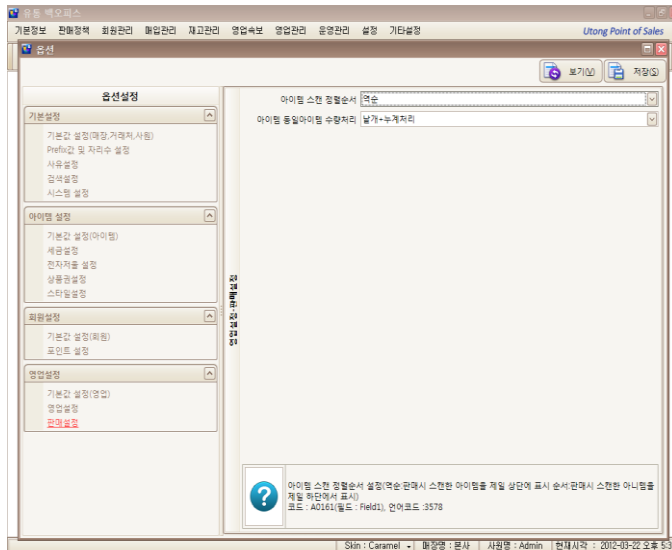 유통 백오피스
기본정보 판매정책 회원관리 매입관리 재고관리 영업속보 영업관리 운영관리 설정 기타설정 Utong Point of Sales
옵션
보기(V) 저장(S)
옵션설정
기본설정
기본값 설정(매장,거래처,사원)
Prefix값 및 자리수 설정
사유설정
검색설정
시스템 설정
아이템 설정
기본값 설정(아이템)
세금설정
전자저울 설정
상품권설정
스타일설정
회원설정
기본값 설정(회원)
포인트 설정
영업설정
기본값 설정(영업)
영업설정
판매설정
영업설정-판매설정
아이템 스캔 정렬순서 역순
아이템 동일아이템 수량처리 낱개+누계처리
아이템 스캔 정렬순서 설정(역순:판매시 스캔한 아이템을 제일 상단에 표시 순서:판매시 스캔한 아니템을
제일 하단에서 표시)
코드 : A0161(필드 : Field1), 언어코드 :3578
Skin : Caramel 매장명 : 본사 사원명 : Admin 현재시각 : 2012-03-22 오후 5:3